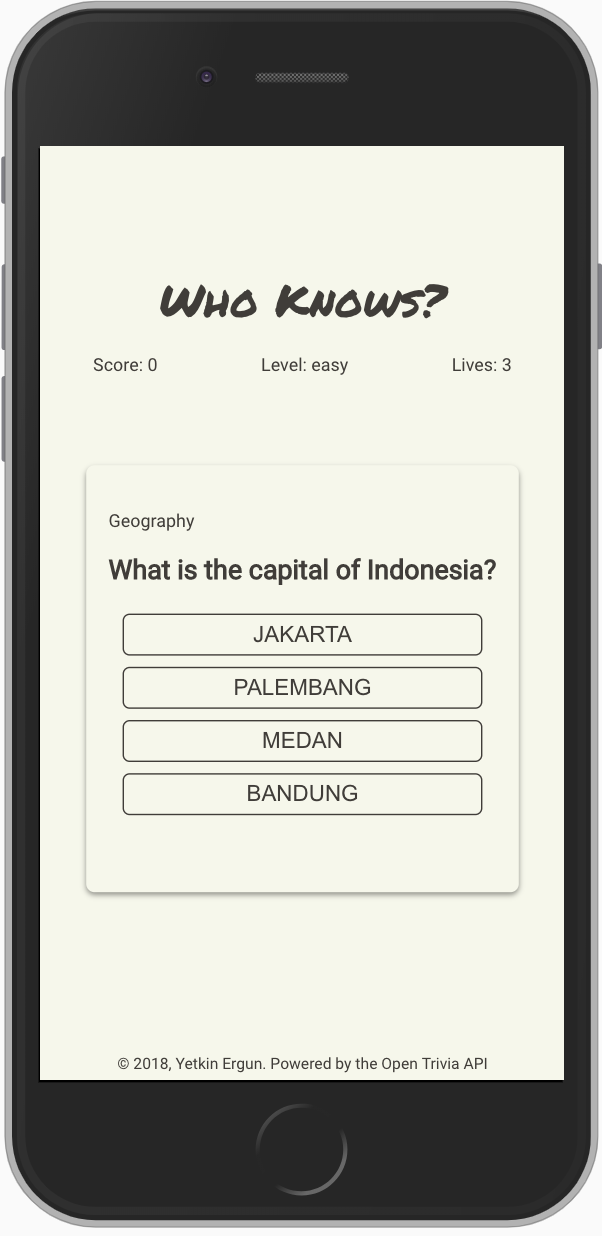 Who Knows?
Score: 0 Level: easy Lives: 3
Geography
What is the capital of Indonesia?
JAKARTA
PALEMBANG
MEDAN
BANDUNG
© 2018, Yetkin Ergun. Powered by the Open Trivia API